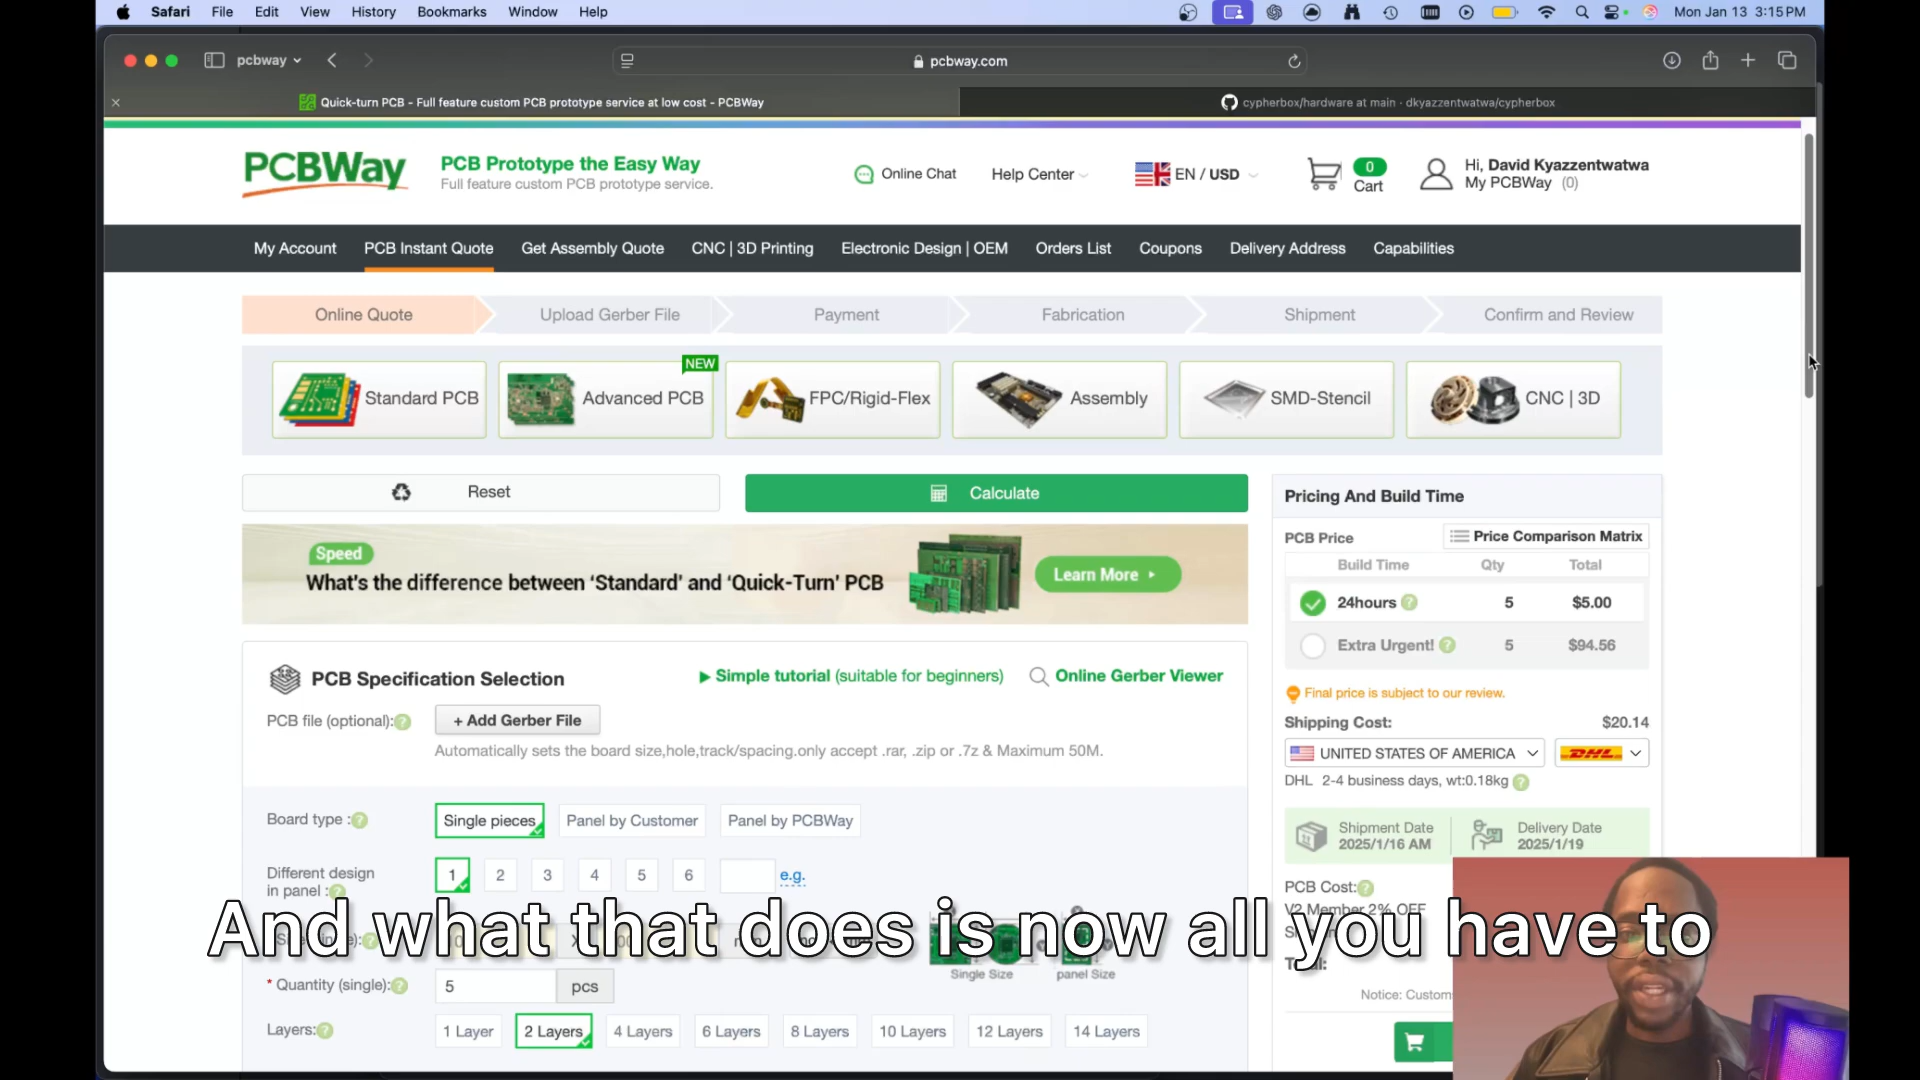 Safari File Edit View History Bookmarks Window Help Mon Jan 13 3:15 PM
pcbway pcbway.com
Quick-turn PCB - Full feature custom PCB prototype service at low cost - PCBWay
cypherbox/hardware at main · dkyazzentwatwa/cypherbox
PCBWay
PCB Prototype the Easy Way
Full feature custom PCB prototype service.
Online Chat
Help Center
EN / USD
0
Cart
Hi, David Kyazzentwatwa
My PCBWay (0)
My Account PCB Instant Quote Get Assembly Quote CNC | 3D Printing Electronic Design | OEM Orders List Coupons Delivery Address Capabilities
Online Quote Upload Gerber File Payment Fabrication Shipment Confirm and Review
NEW
Standard PCB Advanced PCB FPC/Rigid-Flex Assembly SMD-Stencil CNC | 3D
Reset Calculate
Speed
What's the difference between 'Standard' and 'Quick-Turn' PCB
Learn More
PCB Specification Selection
Simple tutorial (suitable for beginners)
Online Gerber Viewer
PCB file (optional):
+ Add Gerber File
Automatically sets the board size,hole,track/spacing.only accept .rar, .zip or .7z & Maximum 50M.
Board type : Single pieces Panel by Customer Panel by PCBWay
Different design
in panel :
1 2 3 4 5 6 e.g.
Single Size panel Size
* Quantity (single): 5 pcs
Layers: 1 Layer 2 Layers 4 Layers 6 Layers 8 Layers 10 Layers 12 Layers 14 Layers
Pricing And Build Time
PCB Price Price Comparison Matrix
Build Time Qty Total
24hours 5 $5.00
Extra Urgent! 5 $94.56
Final price is subject to our review.
Shipping Cost: $20.14
UNITED STATES OF AMERICA DHL
DHL 2-4 business days, wt:0.18kg
Shipment Date
2025/1/16 AM
Delivery Date
2025/1/19
PCB Cost:
V2 Member 2% OFF
Total:
Notice: Custom
And what that does is now all you have to